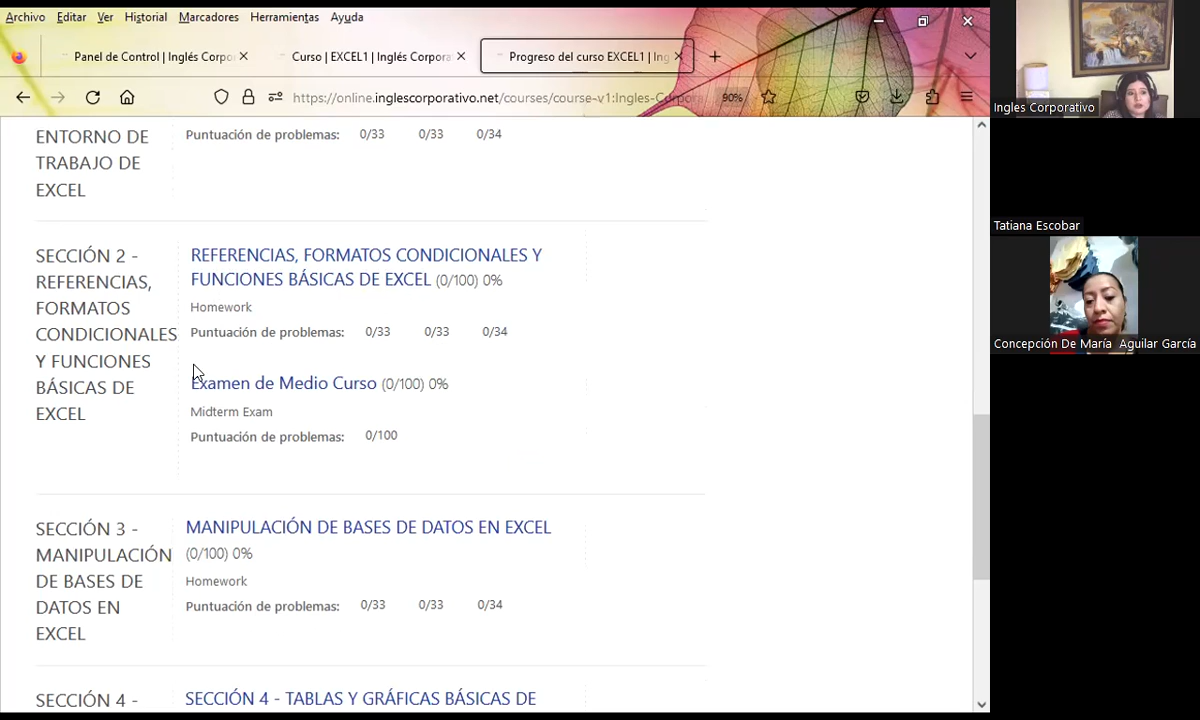 Archivo Editar Ver Historial Marcadores Herramientas Ayuda
Panel de Control | Inglés Corpo
Curso | EXCEL1 | Inglés Corpora
Progreso del curso EXCEL1 | Ing
https://online.inglescorporativo.net/courses/course-v1:Ingles-Corpora
90%
ENTORNO DE
TRABAJO DE
EXCEL
Puntuación de problemas: 0/33 0/33 0/34
SECCIÓN 2 -
REFERENCIAS,
FORMATOS
CONDICIONALES
Y FUNCIONES
BÁSICAS DE
EXCEL
REFERENCIAS, FORMATOS CONDICIONALES Y
FUNCIONES BÁSICAS DE EXCEL (0/100) 0%
Homework
Puntuación de problemas: 0/33 0/33 0/34
Examen de Medio Curso (0/100) 0%
Midterm Exam
Puntuación de problemas: 0/100
SECCIÓN 3 -
MANIPULACIÓN
DE BASES DE
DATOS EN
EXCEL
MANIPULACIÓN DE BASES DE DATOS EN EXCEL
(0/100) 0%
Homework
Puntuación de problemas: 0/33 0/33 0/34
SECCIÓN 4 -
SECCIÓN 4 - TABLAS Y GRÁFICAS BÁSICAS DE
Ingles Corporativo
Tatiana Escobar
Concepción De María Aguilar García